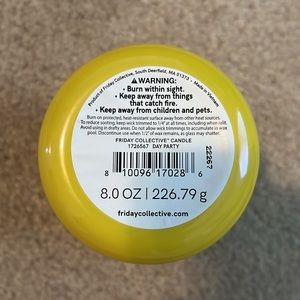 Product of Friday Collective, South Deerfield, MA 01373 • Made in Vietnam
⚠WARNING:
• Burn within sight.
• Keep away from things
that catch fire.
• Keep away from children and pets.
Burn on protected, heat-resistant surface away from other heat sources.
To reduce sooting, keep wick trimmed to 1/4" at all times, including when relit.
Avoid using in drafty areas. Do not allow wick trimmings to accumulate in wax
pool. Discontinue use when 1/2" of wax remains, as glass may shatter.
FRIDAY COLLECTIVE™ CANDLE
1726567 DAY PARTY
22267
8 10096 17028 6
8.0 OZ | 226.79 g
fridaycollective.com